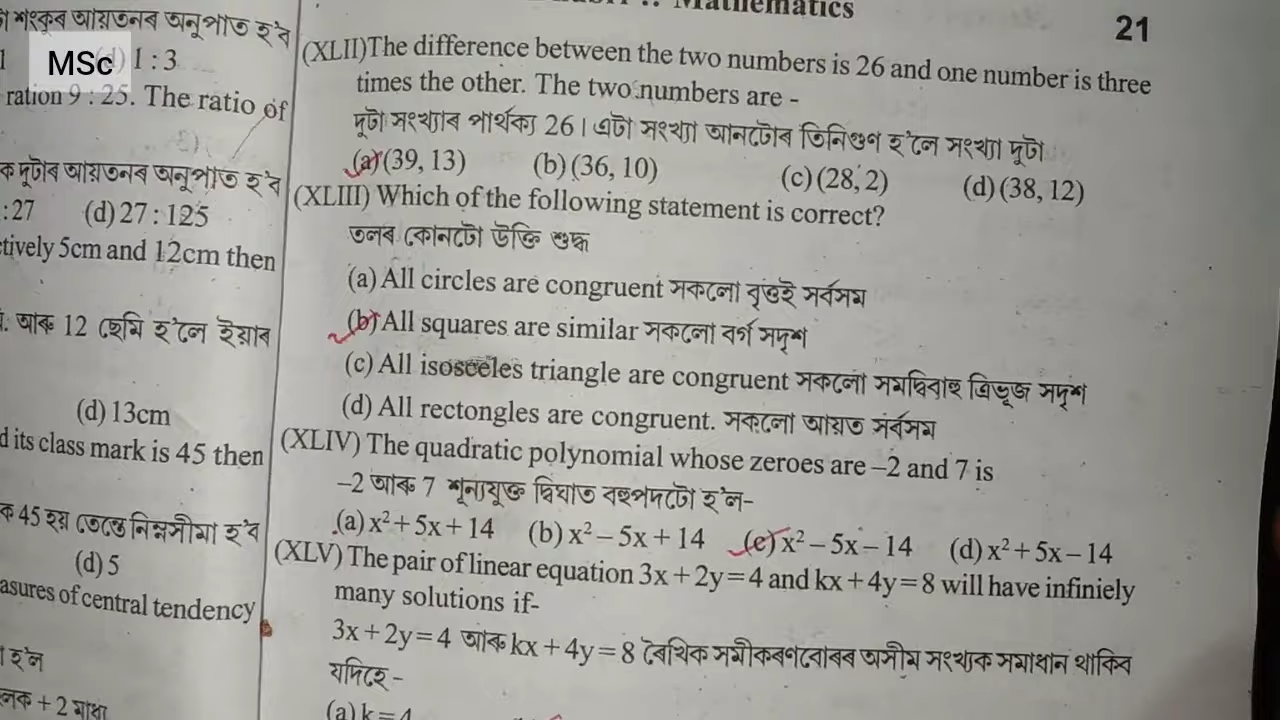 MSc
শংকুৰ আয়তনৰ অনুপাত হ'ব
1 (d) 1 : 3
ration 9 : 25. The ratio of
ক দুটাৰ আয়তনৰ অনুপাত হ'ব
:27 (d) 27 : 125
tively 5cm and 12cm then
আৰু 12 ছেমি হ'লে ইয়াৰ
(d) 13cm
d its class mark is 45 then
ক 45 হয় তেন্তে নিম্নসীমা হ'ব
(d) 5
asures of central tendency
হ'ল
লক + 2 মাধ্য
Mathematics
21
(XLII) The difference between the two numbers is 26 and one number is three
times the other. The two numbers are -
দুটা সংখ্যাৰ পাৰ্থক্য 26। এটা সংখ্যা আনটোৰ তিনিগুণ হ'লে সংখ্যা দুটা
(a) (39, 13) (b) (36, 10) (c) (28, 2) (d) (38, 12)
(XLIII) Which of the following statement is correct?
তলৰ কোনটো উক্তি শুদ্ধ
(a) All circles are congruent সকলো বৃত্তই সৰ্বসম
(b) All squares are similar সকলো বৰ্গ সদৃশ
(c) All isosceles triangle are congruent সকলো সমদ্বিবাহু ত্ৰিভূজ সদৃশ
(d) All rectongles are congruent. সকলো আয়ত সৰ্বসম
(XLIV) The quadratic polynomial whose zeroes are –2 and 7 is
–2 আৰু 7 শূন্যযুক্ত দ্বিঘাত বহুপদটো হ'ল-
(a) x² + 5x + 14 (b) x² – 5x + 14 (c) x² – 5x – 14 (d) x² + 5x – 14
(XLV) The pair of linear equation 3x + 2y = 4 and kx + 4y = 8 will have infiniely
many solutions if-
3x + 2y = 4 আৰু kx + 4y = 8 ৰৈখিক সমীকৰণবোৰৰ অসীম সংখ্যক সমাধান থাকিব
যদিহে -
(a) k = 4